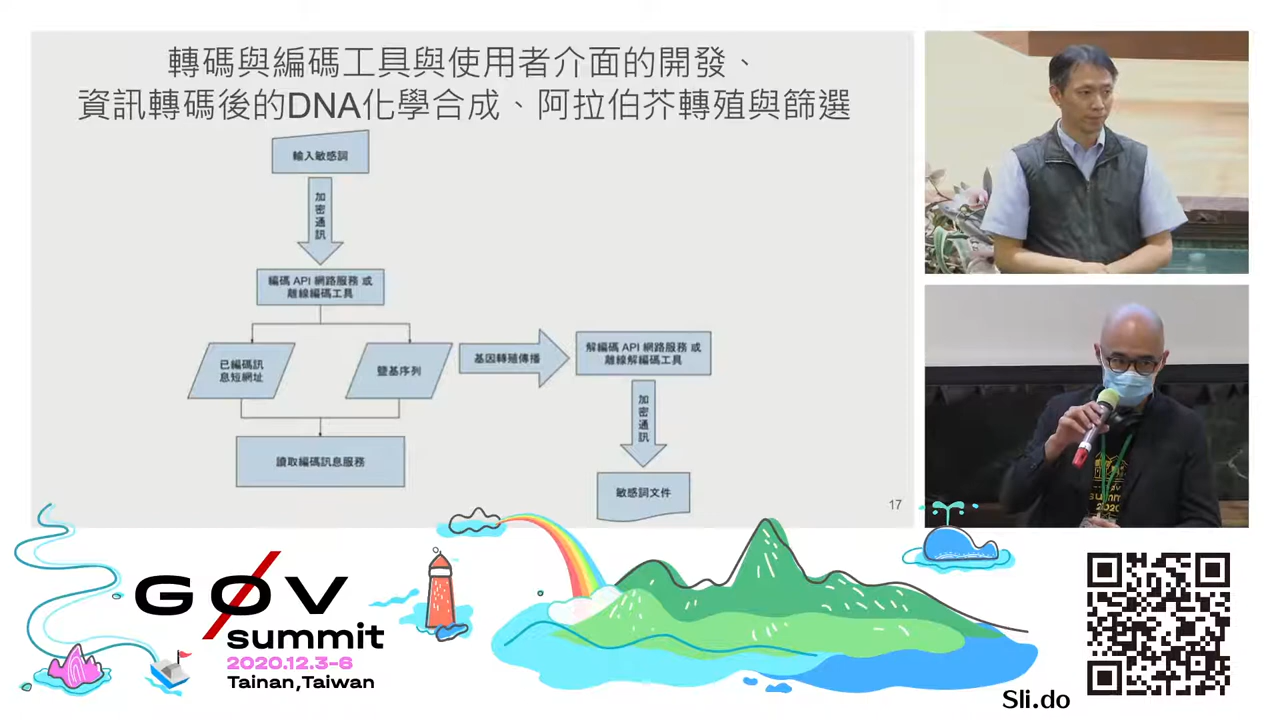 轉碼與編碼工具與使用者介面的開發、
資訊轉碼後的DNA化學合成、阿拉伯芥轉殖與篩選
輸入敏感詞
加密通訊
編碼 API 網路服務 或
離線編碼工具
已編碼訊
息短網址
鹽基序列
基因轉殖傳播
解編碼 API 網路服務 或
離線解編碼工具
讀取編碼訊息服務
加密通訊
敏感詞文件
17
g0v
summit
2020
G0V
summit
2020.12.3-6
Tainan,Taiwan
Sli.do